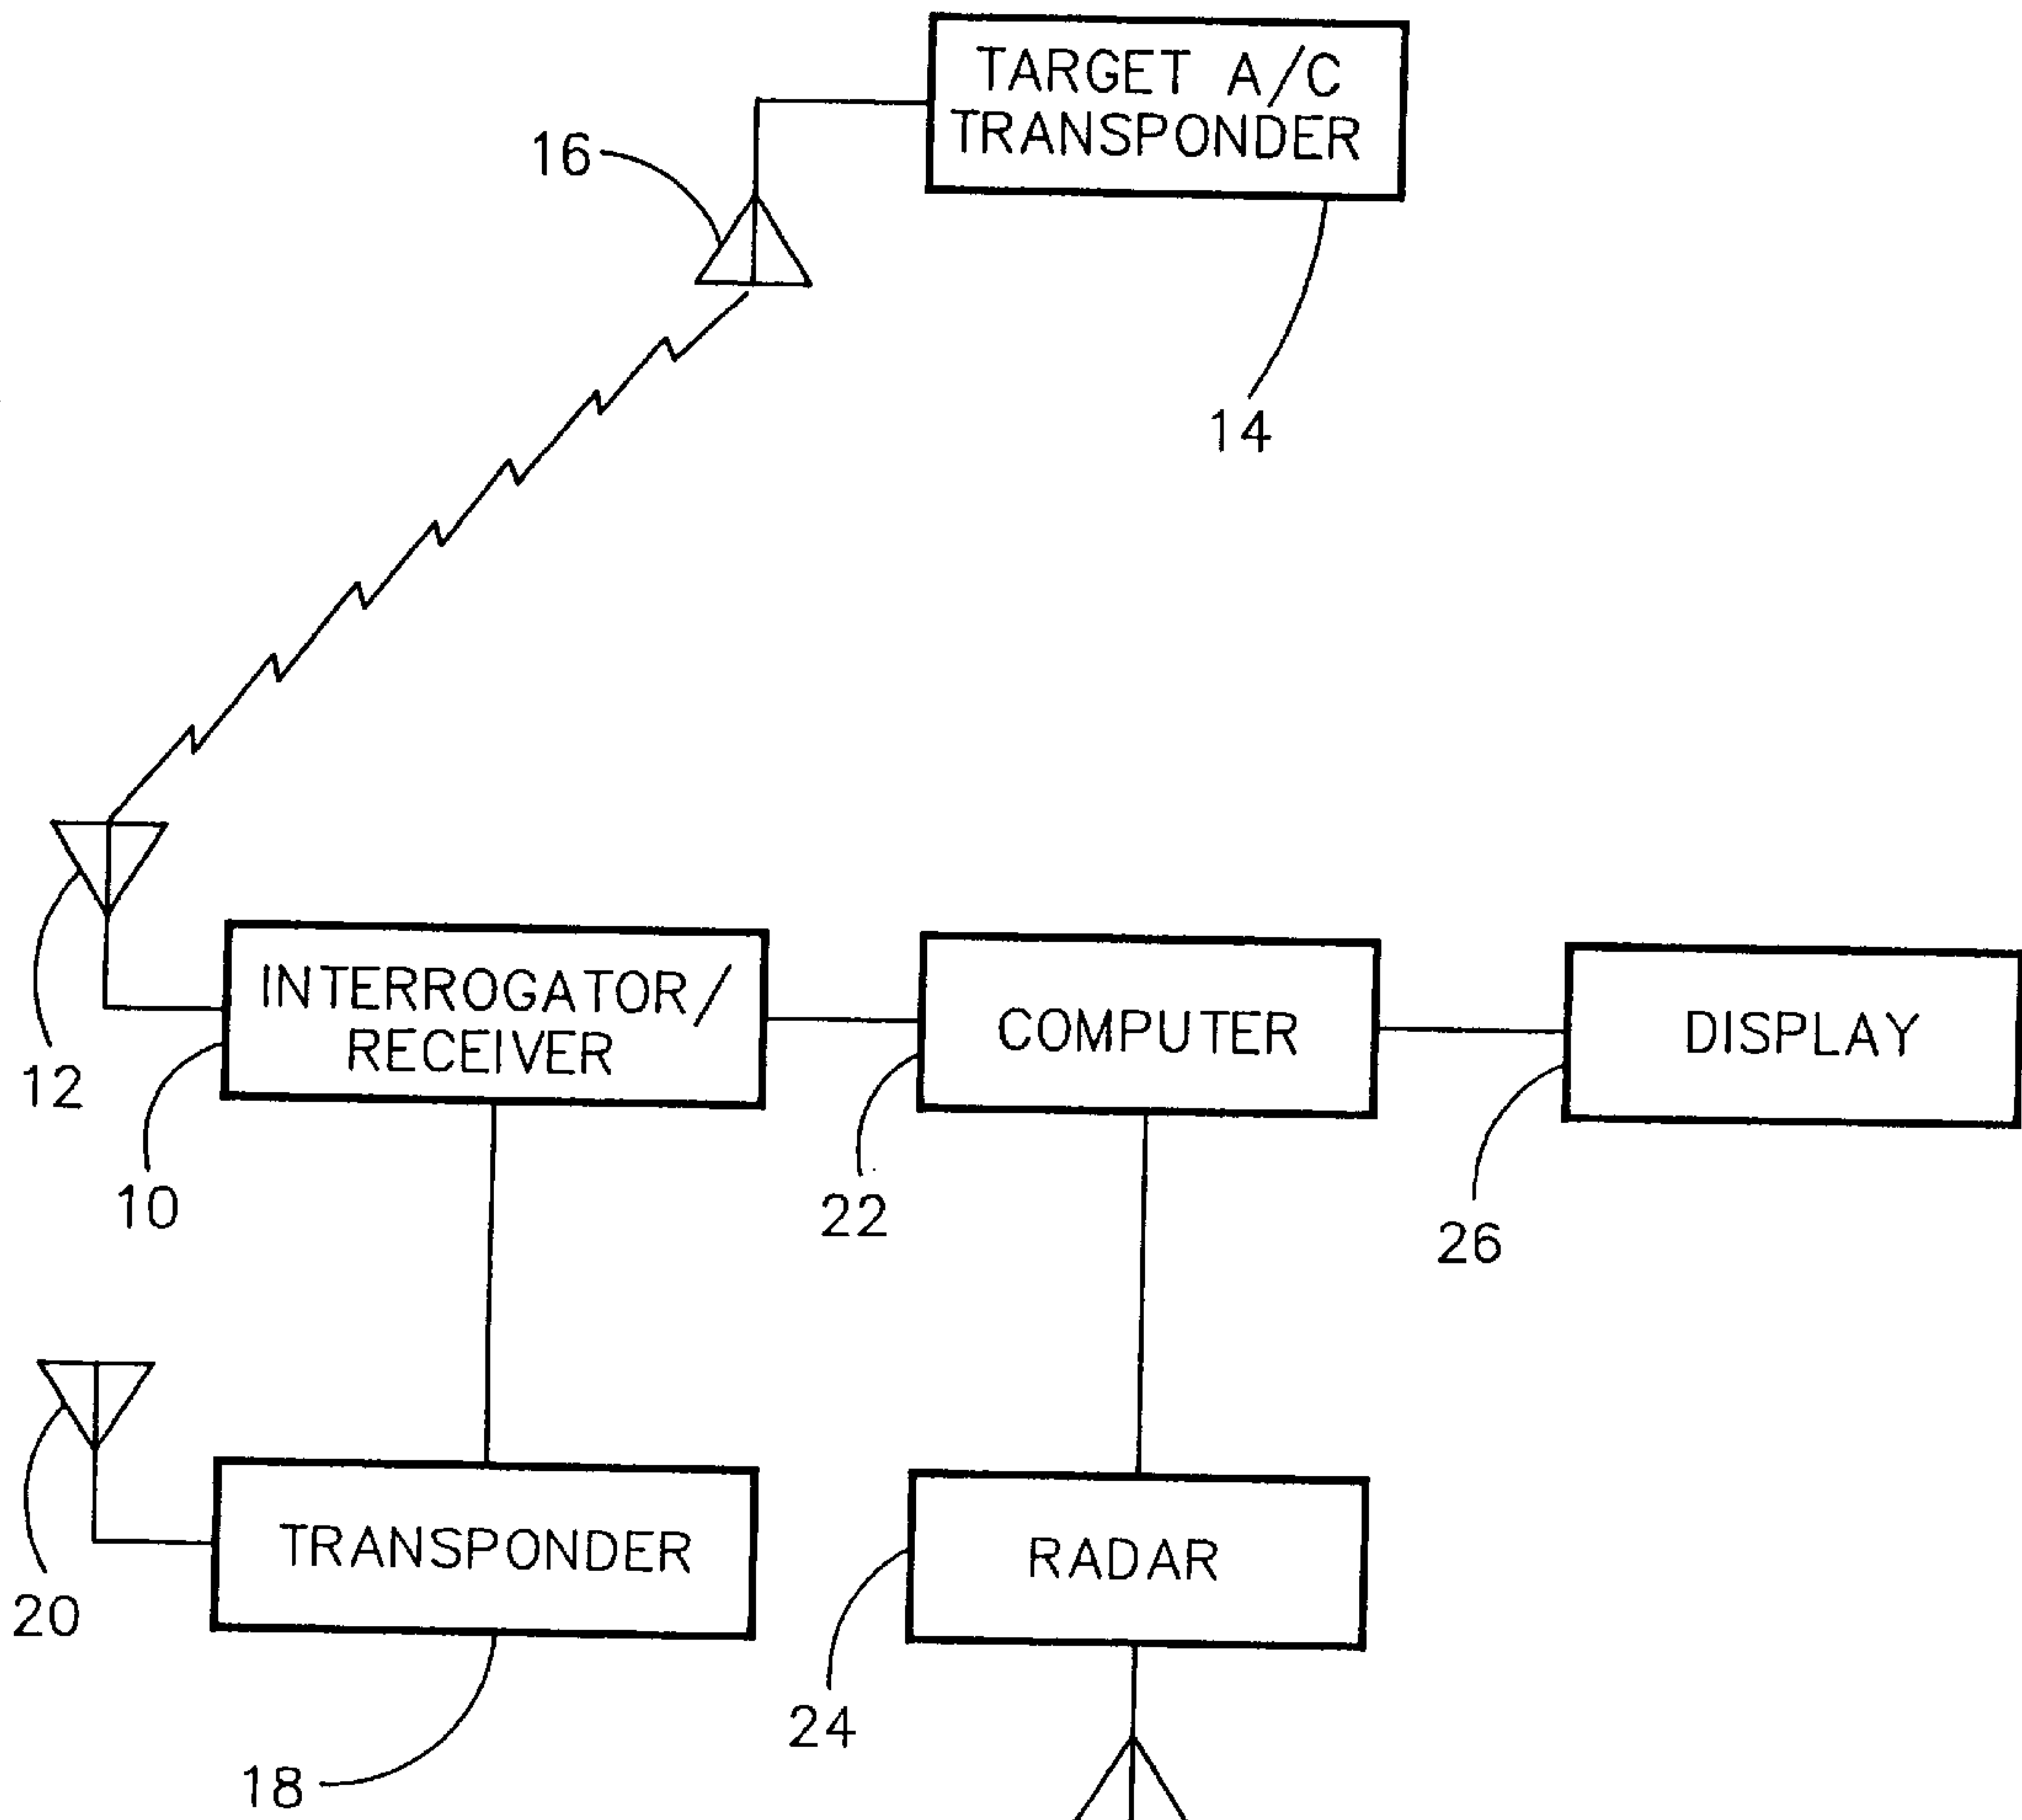 TARGET A/C
TRANSPONDER
16
14
INTERROGATOR/
RECEIVER
COMPUTER
DISPLAY
12
10
22
26
TRANSPONDER
RADAR
20
24
18